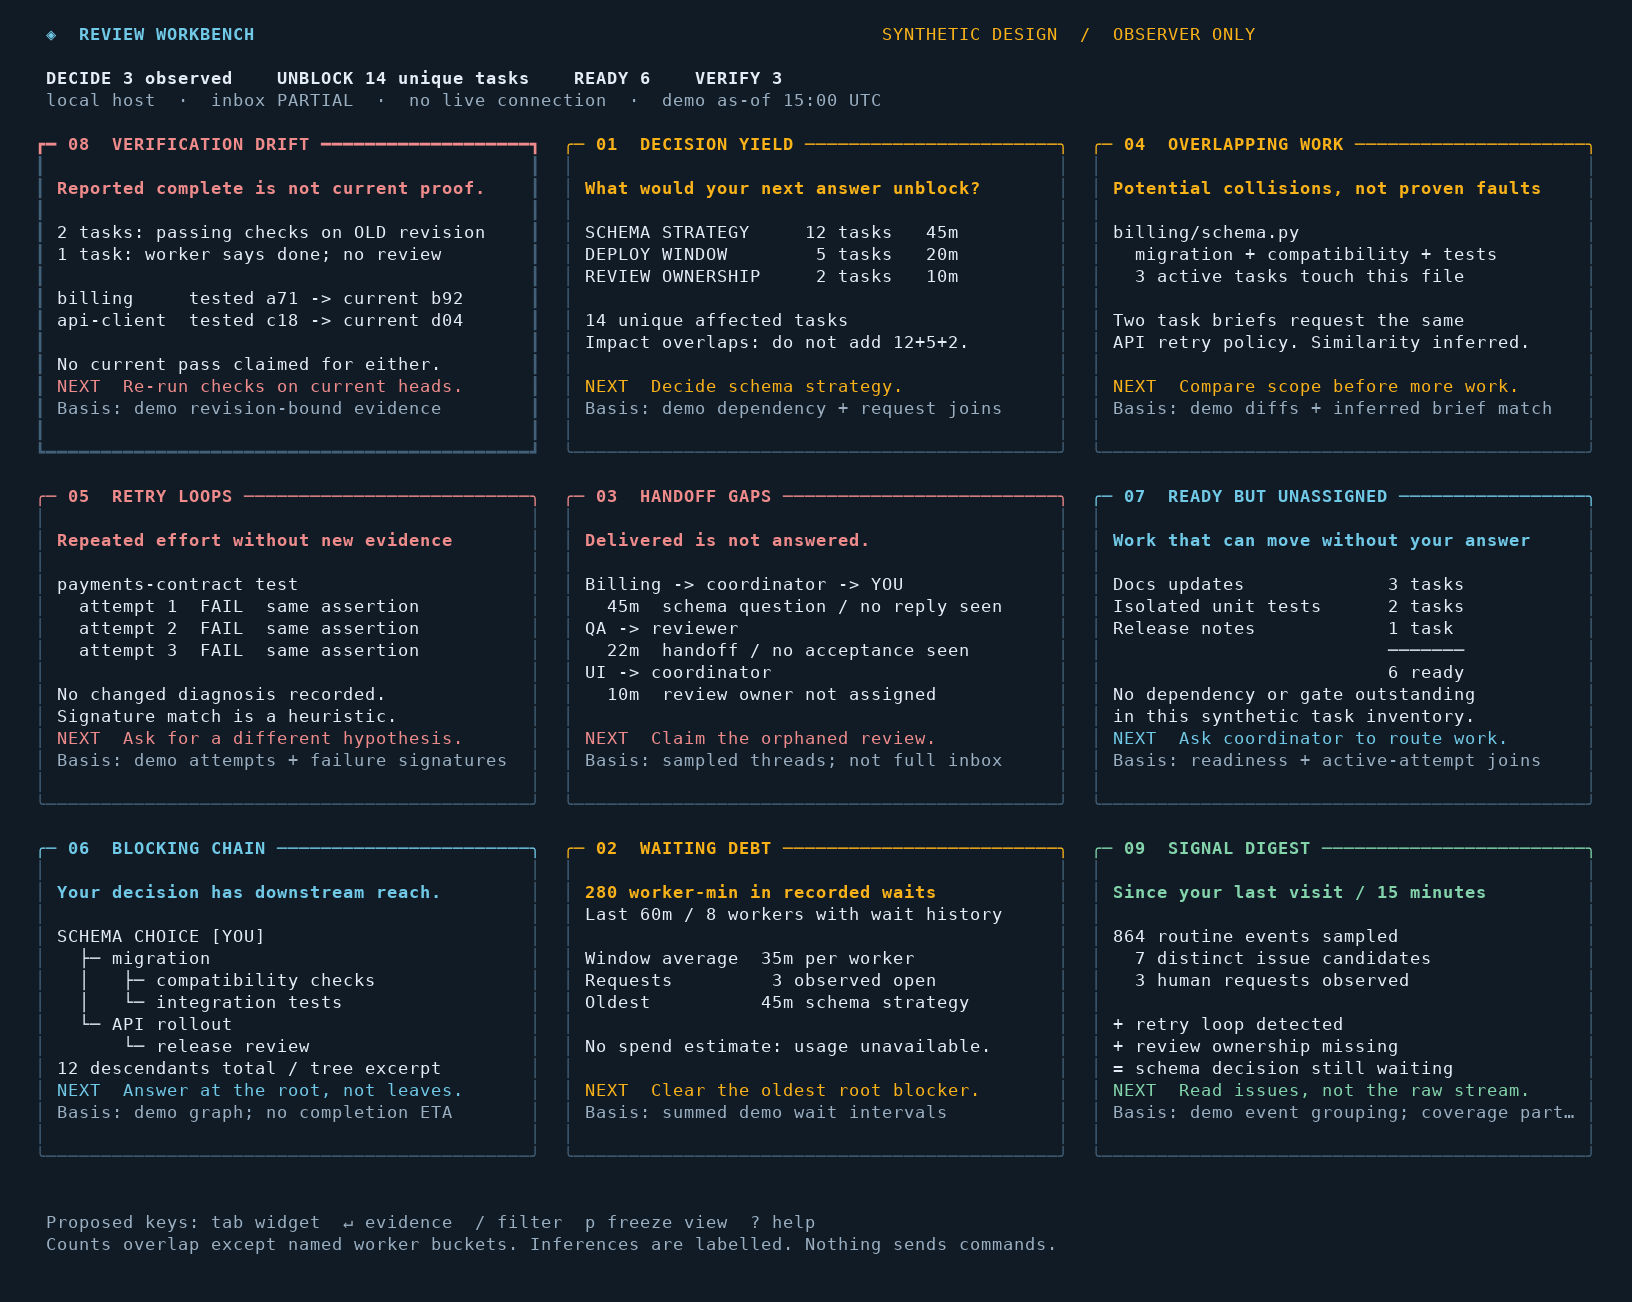 ◈ REVIEW WORKBENCH
SYNTHETIC DESIGN / OBSERVER ONLY
DECIDE 3 observed UNBLOCK 14 unique tasks READY 6 VERIFY 3
local host · inbox PARTIAL · no live connection · demo as-of 15:00 UTC
08 VERIFICATION DRIFT
Reported complete is not current proof.
2 tasks: passing checks on OLD revision
1 task: worker says done; no review
billing tested a71 -> current b92
api-client tested c18 -> current d04
No current pass claimed for either.
NEXT Re-run checks on current heads.
Basis: demo revision-bound evidence
01 DECISION YIELD
What would your next answer unblock?
SCHEMA STRATEGY 12 tasks 45m
DEPLOY WINDOW 5 tasks 20m
REVIEW OWNERSHIP 2 tasks 10m
14 unique affected tasks
Impact overlaps: do not add 12+5+2.
NEXT Decide schema strategy.
Basis: demo dependency + request joins
04 OVERLAPPING WORK
Potential collisions, not proven faults
billing/schema.py
migration + compatibility + tests
3 active tasks touch this file
Two task briefs request the same
API retry policy. Similarity inferred.
NEXT Compare scope before more work.
Basis: demo diffs + inferred brief match
05 RETRY LOOPS
Repeated effort without new evidence
payments-contract test
attempt 1 FAIL same assertion
attempt 2 FAIL same assertion
attempt 3 FAIL same assertion
No changed diagnosis recorded.
Signature match is a heuristic.
NEXT Ask for a different hypothesis.
Basis: demo attempts + failure signatures
03 HANDOFF GAPS
Delivered is not answered.
Billing -> coordinator -> YOU
45m schema question / no reply seen
QA -> reviewer
22m handoff / no acceptance seen
UI -> coordinator
10m review owner not assigned
NEXT Claim the orphaned review.
Basis: sampled threads; not full inbox
07 READY BUT UNASSIGNED
Work that can move without your answer
Docs updates 3 tasks
Isolated unit tests 2 tasks
Release notes 1 task
6 ready
No dependency or gate outstanding
in this synthetic task inventory.
NEXT Ask coordinator to route work.
Basis: readiness + active-attempt joins
06 BLOCKING CHAIN
Your decision has downstream reach.
SCHEMA CHOICE [YOU]
├─ migration
│ ├─ compatibility checks
│ └─ integration tests
└─ API rollout
└─ release review
12 descendants total / tree excerpt
NEXT Answer at the root, not leaves.
Basis: demo graph; no completion ETA
02 WAITING DEBT
280 worker-min in recorded waits
Last 60m / 8 workers with wait history
Window average 35m per worker
Requests 3 observed open
Oldest 45m schema strategy
No spend estimate: usage unavailable.
NEXT Clear the oldest root blocker.
Basis: summed demo wait intervals
09 SIGNAL DIGEST
Since your last visit / 15 minutes
864 routine events sampled
7 distinct issue candidates
3 human requests observed
+ retry loop detected
+ review ownership missing
= schema decision still waiting
NEXT Read issues, not the raw stream.
Basis: demo event grouping; coverage part…
Proposed keys: tab widget ↵ evidence / filter p freeze view ? help
Counts overlap except named worker buckets. Inferences are labelled. Nothing sends commands.